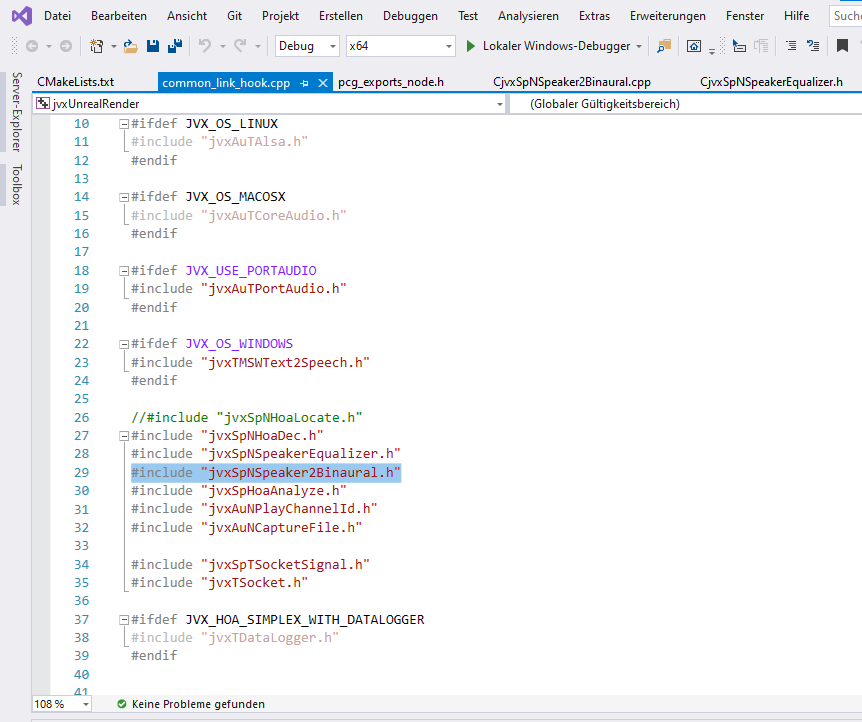 Datei Bearbeiten Ansicht Git Projekt Erstellen Debuggen Test Analysieren Extras Erweiterungen Fenster Hilfe Such
Debug x64 Lokaler Windows-Debugger
Server-Explorer
Toolbox
CMakeLists.txt common_link_hook.cpp pcg_exports_node.h CjvxSpNSpeaker2Binaural.cpp CjvxSpNSpeakerEqualizer.h
jvxUnrealRender (Globaler Gültigkeitsbereich)
10 #ifdef JVX_OS_LINUX
11 #include "jvxAuTAlsa.h"
12 #endif
13
14 #ifdef JVX_OS_MACOSX
15 #include "jvxAuTCoreAudio.h"
16 #endif
17
18 #ifdef JVX_USE_PORTAUDIO
19 #include "jvxAuTPortAudio.h"
20 #endif
21
22 #ifdef JVX_OS_WINDOWS
23 #include "jvxTMSWText2Speech.h"
24 #endif
25
26 //#include "jvxSpNHoaLocate.h"
27 #include "jvxSpNHoaDec.h"
28 #include "jvxSpNSpeakerEqualizer.h"
29 #include "jvxSpNSpeaker2Binaural.h"
30 #include "jvxSpHoaAnalyze.h"
31 #include "jvxAuNPlayChannelId.h"
32 #include "jvxAuNCaptureFile.h"
33
34 #include "jvxSpTSocketSignal.h"
35 #include "jvxTSocket.h"
36
37 #ifdef JVX_HOA_SIMPLEX_WITH_DATALOGGER
38 #include "jvxTDataLogger.h"
39 #endif
40
41
108 % Keine Probleme gefunden